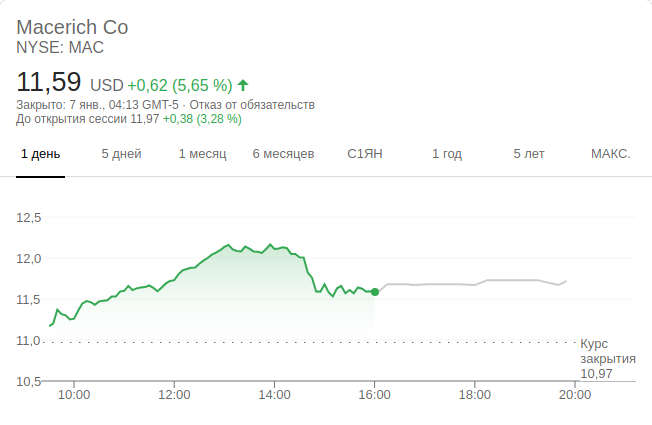 Macerich Co
NYSE: MAC
11,59 USD +0,62 (5,65 %)
Закрыто: 7 янв., 04:13 GMT-5 · Отказ от обязательств
До открытия сессии 11,97 +0,38 (3,28 %)
1 день 5 дней 1 месяц 6 месяцев С1ЯН 1 год 5 лет МАКС.
12,5
12,0
11,5
11,0
Курс
закрытия
10,97
10,5
10:00 12:00 14:00 16:00 18:00 20:00